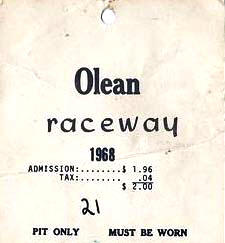 Olean
raceway
1968
ADMISSION:........$ 1.96
TAX:........ .04
$ 2.00
21
PIT ONLY MUST BE WORN